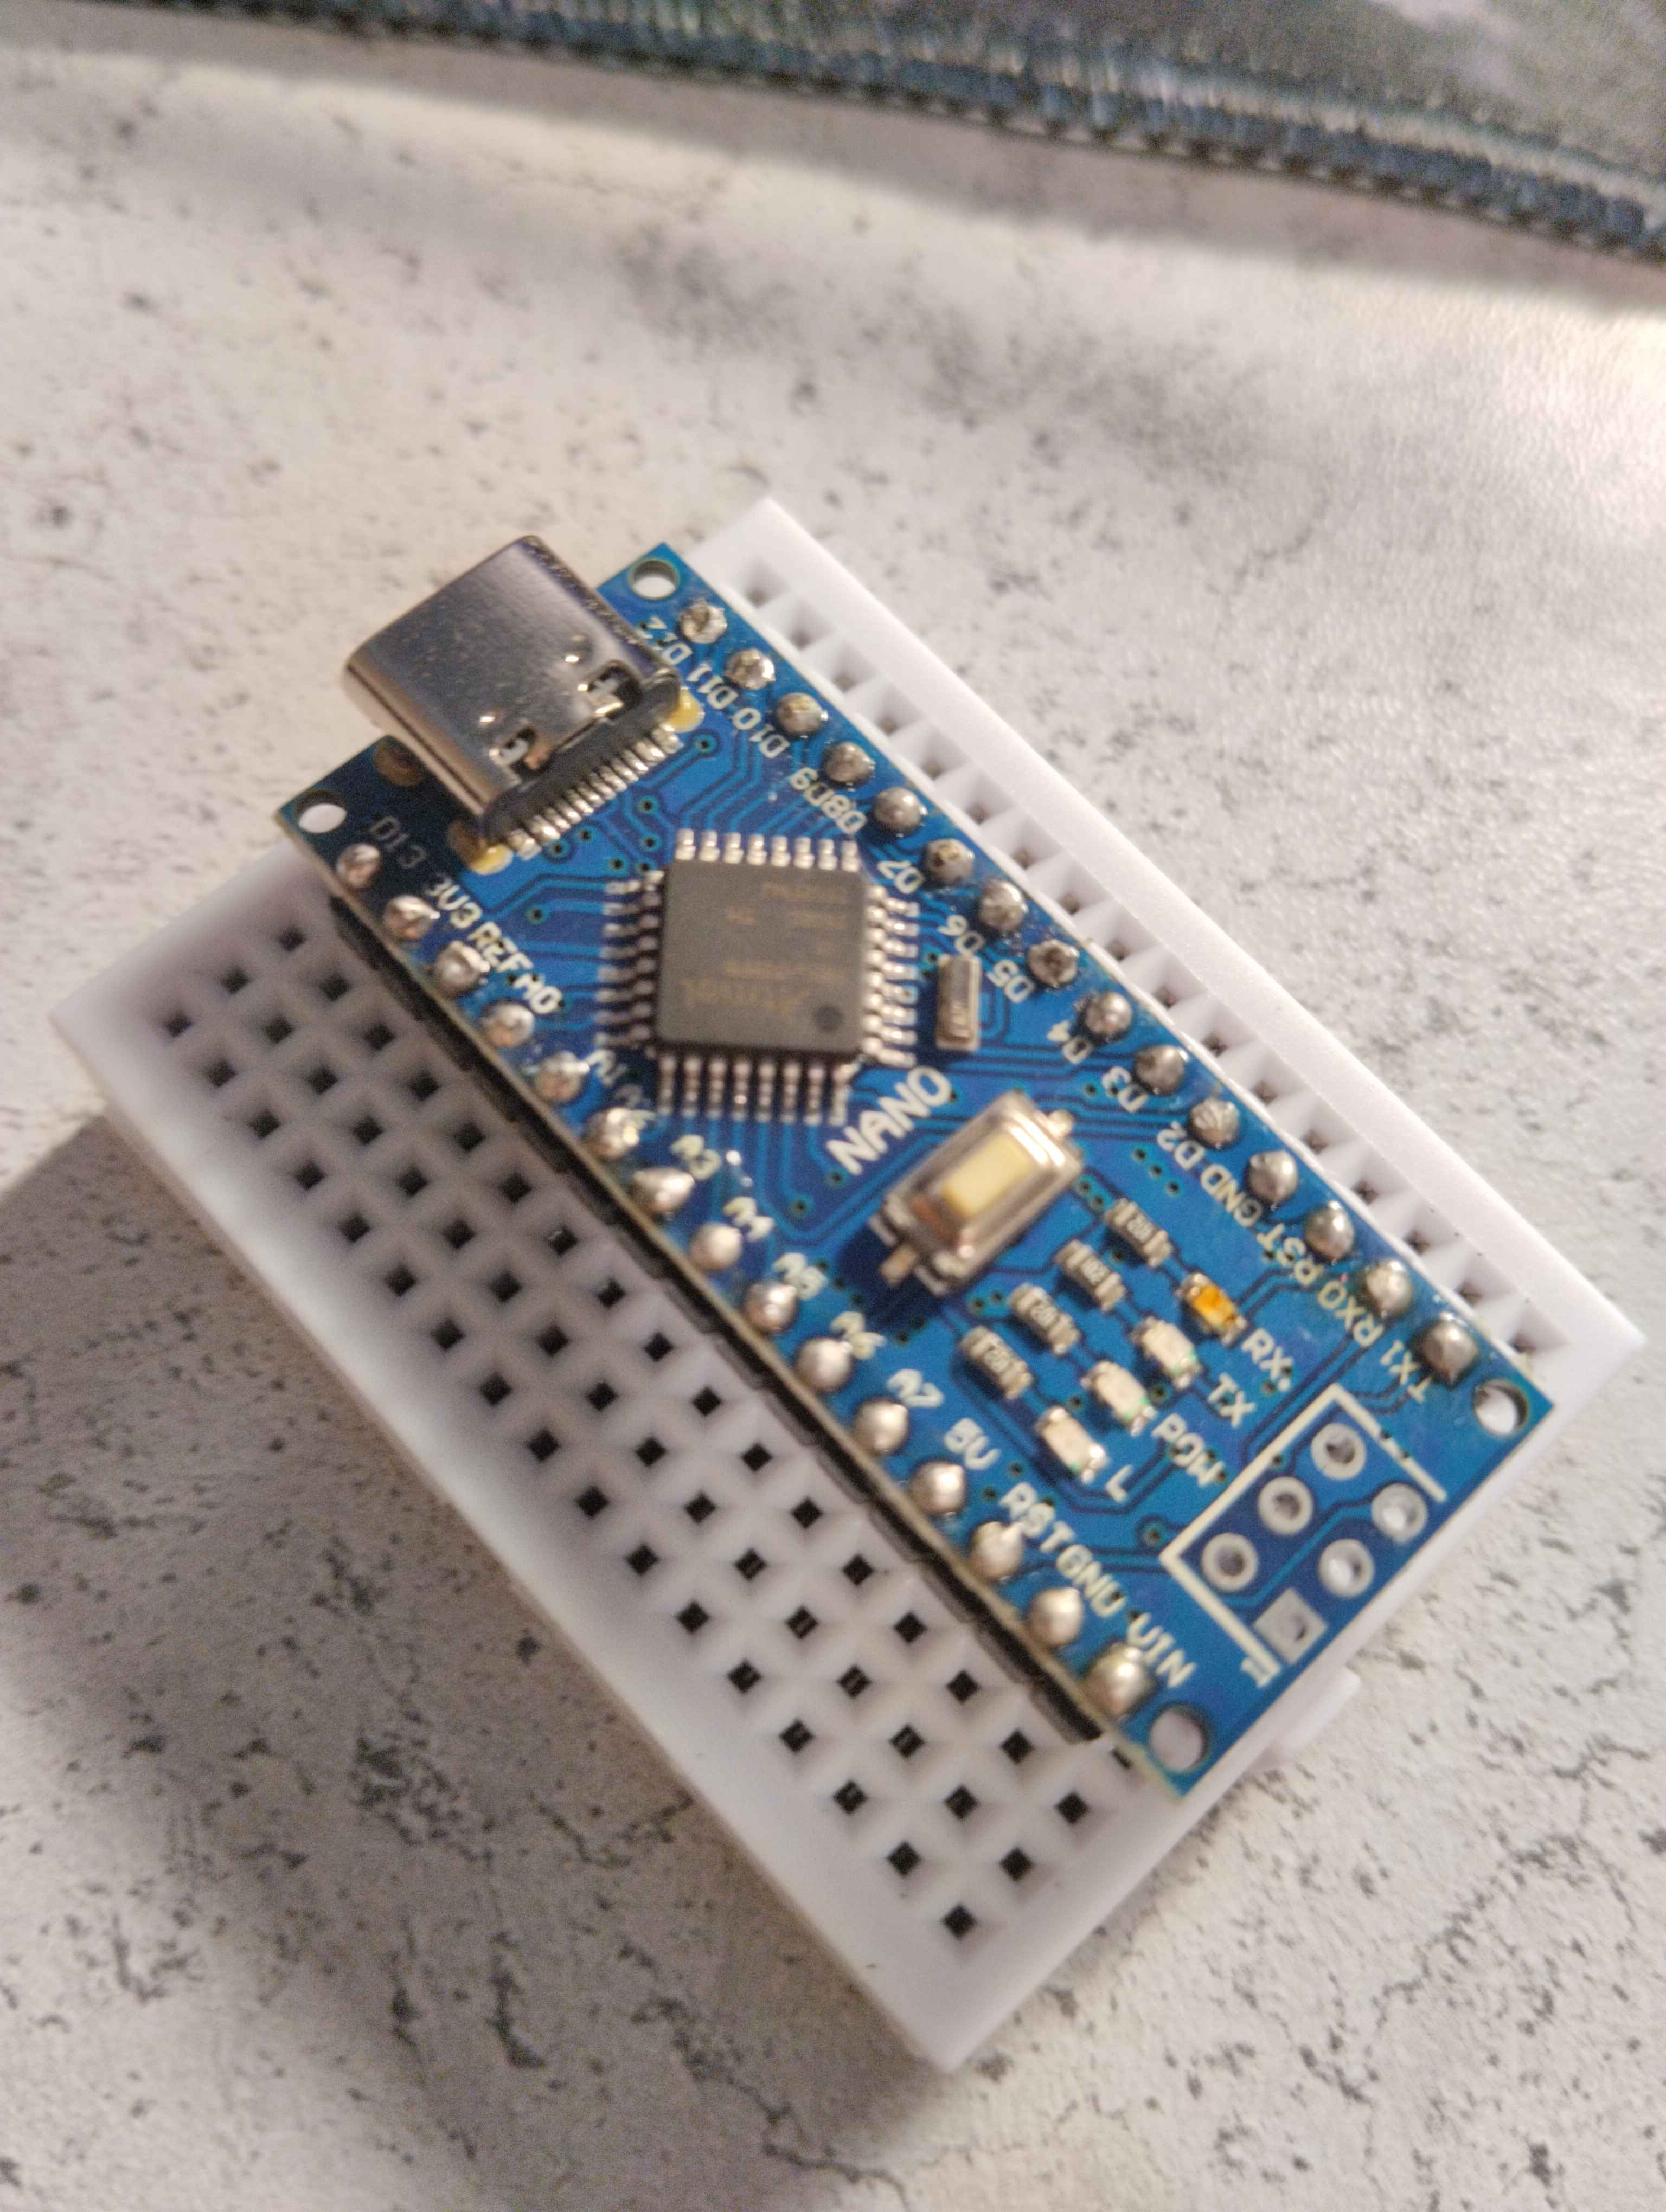 D12
D11
D10
D9
D8
D7
D6
D5
D4
D3
D2
GND
RST
RX0
TX1
D13
3V3
REF
A3
A4
A5
A6
A7
5V
RST
GND
VIN
NANO
RX
TX
POW
L